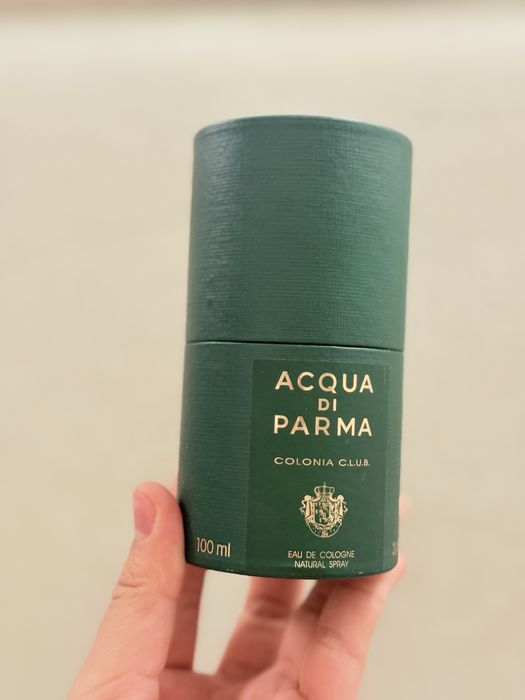 ACQUA
DI
PARMA
COLONIA C.L.U.B.
100 ml
EAU DE COLOGNE
NATURAL SPRAY